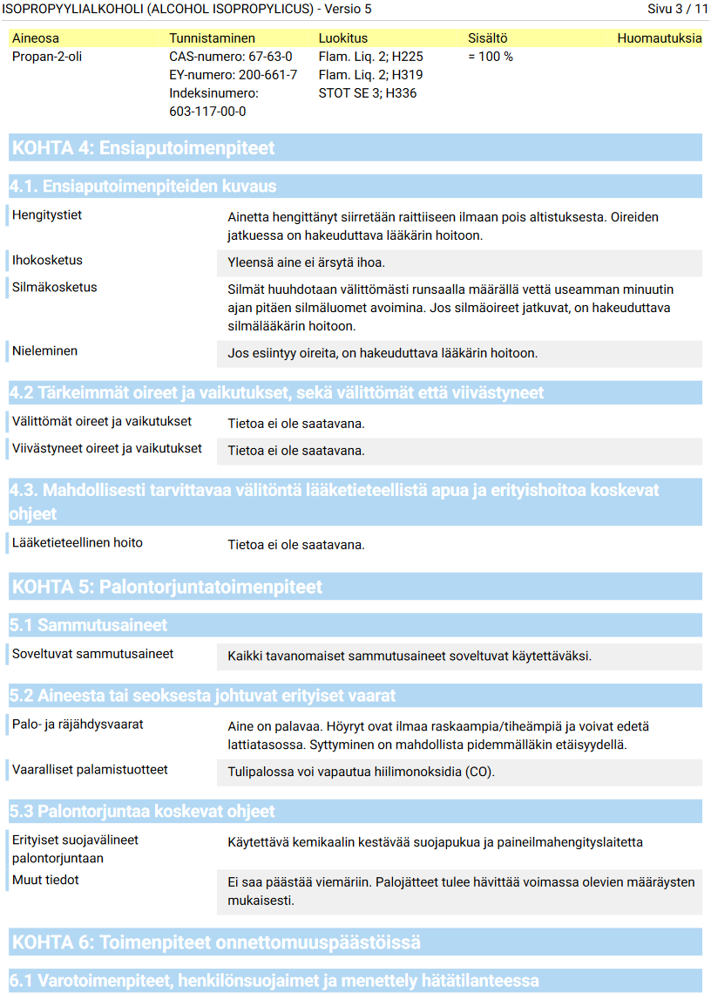 ISOPROPYYLIALKOHOLI (ALCOHOL ISOPROPYLICUS) - Versio 5 Sivu 3 / 11
Aineosa Tunnistaminen Luokitus Sisältö Huomautuksia
Propan-2-oli CAS-numero: 67-63-0 Flam. Liq. 2; H225 = 100 %
EY-numero: 200-661-7 Flam. Liq. 2; H319
Indeksinumero: STOT SE 3; H336
603-117-00-0
KOHTA 4: Ensiaputoimenpiteet
4.1. Ensiaputoimenpiteiden kuvaus
Hengitystiet Ainetta hengittänyt siirretään raittiiseen ilmaan pois altistuksesta. Oireiden
jatkuessa on hakeuduttava lääkärin hoitoon.
Ihokosketus Yleensä aine ei ärsytä ihoa.
Silmäkosketus Silmät huuhdotaan välittömästi runsaalla määrällä vettä useamman minuutin
ajan pitäen silmäluomet avoimina. Jos silmäoireet jatkuvat, on hakeuduttava
silmälääkärin hoitoon.
Nieleminen Jos esiintyy oireita, on hakeuduttava lääkärin hoitoon.
4.2 Tärkeimmät oireet ja vaikutukset, sekä välittömät että viivästyneet
Välittömät oireet ja vaikutukset Tietoa ei ole saatavana.
Viivästyneet oireet ja vaikutukset Tietoa ei ole saatavana.
4.3. Mahdollisesti tarvittavaa välitöntä lääketieteellistä apua ja erityishoitoa koskevat
ohjeet
Lääketieteellinen hoito Tietoa ei ole saatavana.
KOHTA 5: Palontorjuntatoimenpiteet
5.1 Sammutusaineet
Soveltuvat sammutusaineet Kaikki tavanomaiset sammutusaineet soveltuvat käytettäväksi.
5.2 Aineesta tai seoksesta johtuvat erityiset vaarat
Palo- ja räjähdysvaarat Aine on palavaa. Höyryt ovat ilmaa raskaampia/tiheämpiä ja voivat edetä
lattiatasossa. Syttyminen on mahdollista pidemmälläkin etäisyydellä.
Vaaralliset palamistuotteet Tulipalossa voi vapautua hiilimonoksidia (CO).
5.3 Palontorjuntaa koskevat ohjeet
Erityiset suojavälineet Käytettävä kemikaalin kestävää suojapukua ja paineilmahengityslaitetta
palontorjuntaan
Muut tiedot Ei saa päästää viemäriin. Palojätteet tulee hävittää voimassa olevien määräysten
mukaisesti.
KOHTA 6: Toimenpiteet onnettomuuspäästöissä
6.1 Varotoimenpiteet, henkilönsuojaimet ja menettely hätätilanteessa